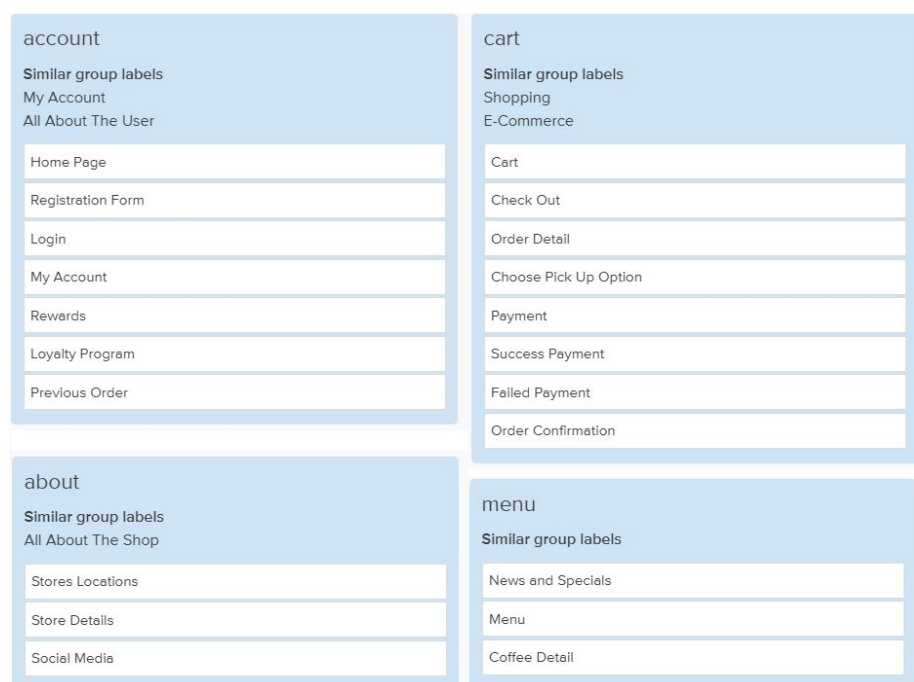 account
Similar group labels
My Account
All About The User
Home Page
Registration Form
Login
My Account
Rewards
Loyalty Program
Previous Order
cart
Similar group labels
Shopping
E-Commerce
Cart
Check Out
Order Detail
Choose Pick Up Option
Payment
Success Payment
Failed Payment
Order Confirmation
about
Similar group labels
All About The Shop
Stores Locations
Store Details
Social Media
menu
Similar group labels
News and Specials
Menu
Coffee Detail